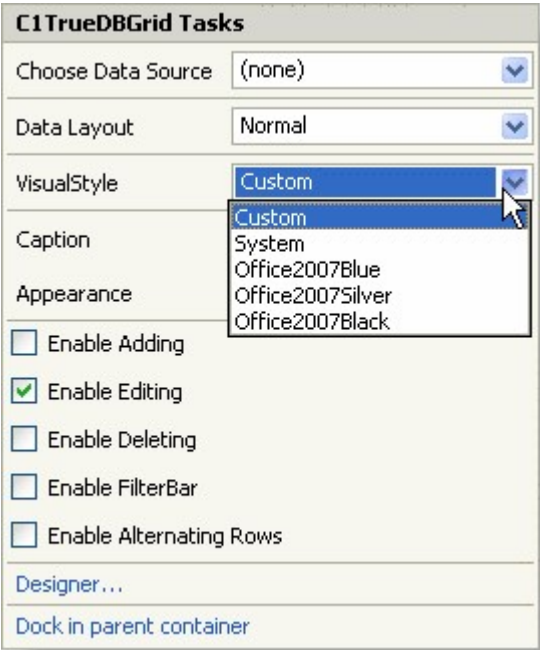 C1TrueDBGrid Tasks
Choose Data Source (none)
Data Layout Normal
VisualStyle Custom
Custom
System
Caption
Office2007Blue
Office2007Silver
Appearance
Office2007Black
Enable Adding
Enable Editing
Enable Deleting
Enable FilterBar
Enable Alternating Rows
Designer...
Dock in parent container